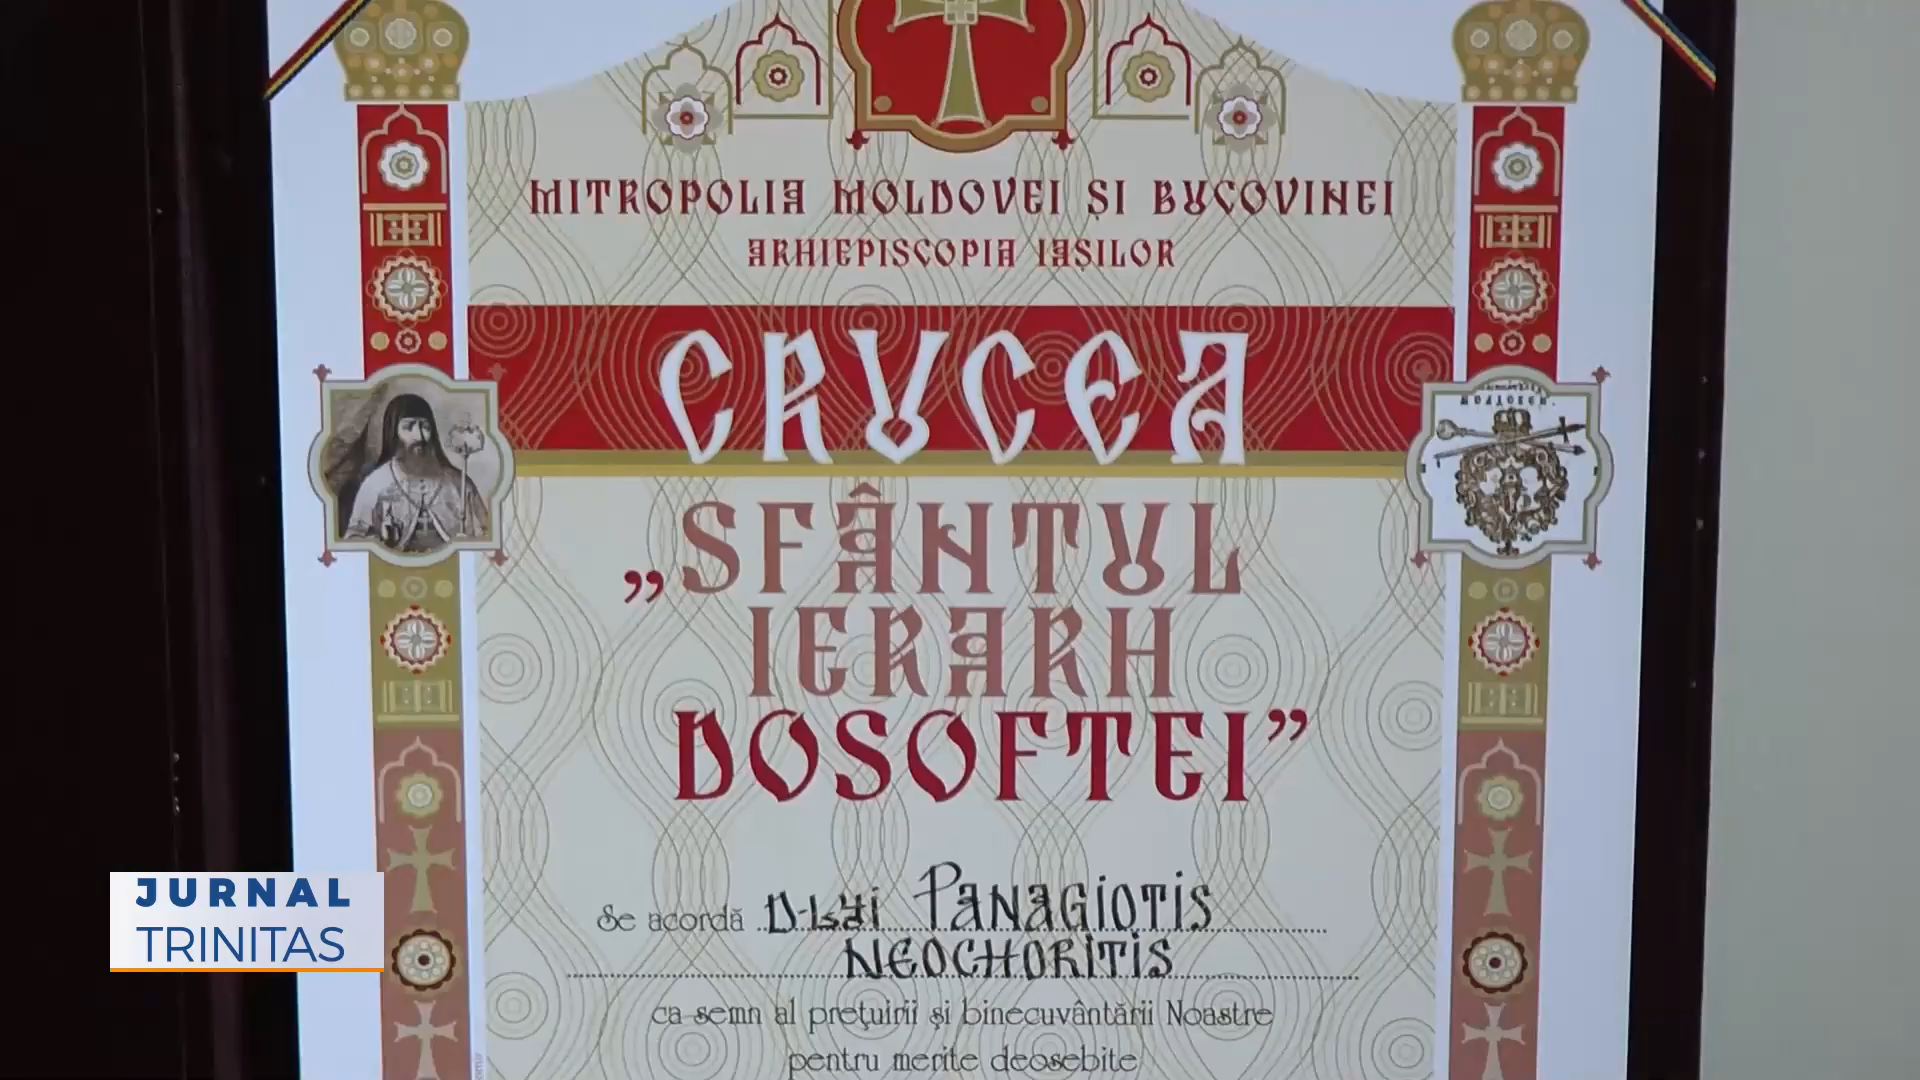 MITROPOLIA MOLDOVEI ȘI BUCOVINEI
ARHIEPISCOPIA IAȘILOR
CRUCEA
„SFÂNTUL
IERARH
DOSOFTEI”
Se acordă D-lui PANAGIOTIS
NEOCHORITIS
ca semn al prețuirii și binecuvântării Noastre
pentru merite deosebite
JURNAL
TRINITAS